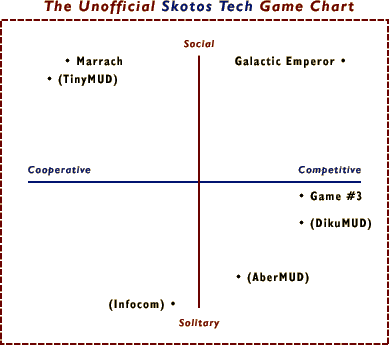 The Unofficial Skotos Tech Game Chart
Social
Marrach
Galactic Emperor
(TinyMUD)
Cooperative
Competitive
Game #3
(DikuMUD)
(AberMUD)
(Infocom)
Solitary